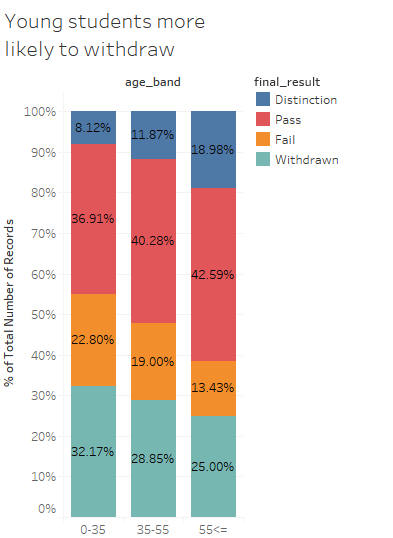 Young students more
likely to withdraw
age_band
final_result
Distinction
Pass
Fail
Withdrawn
% of Total Number of Records
100%
90%
80%
70%
60%
50%
40%
30%
20%
10%
0%
8.12%
11.87%
18.98%
36.91%
40.28%
42.59%
22.80%
19.00%
13.43%
32.17%
28.85%
25.00%
0-35
35-55
55<=